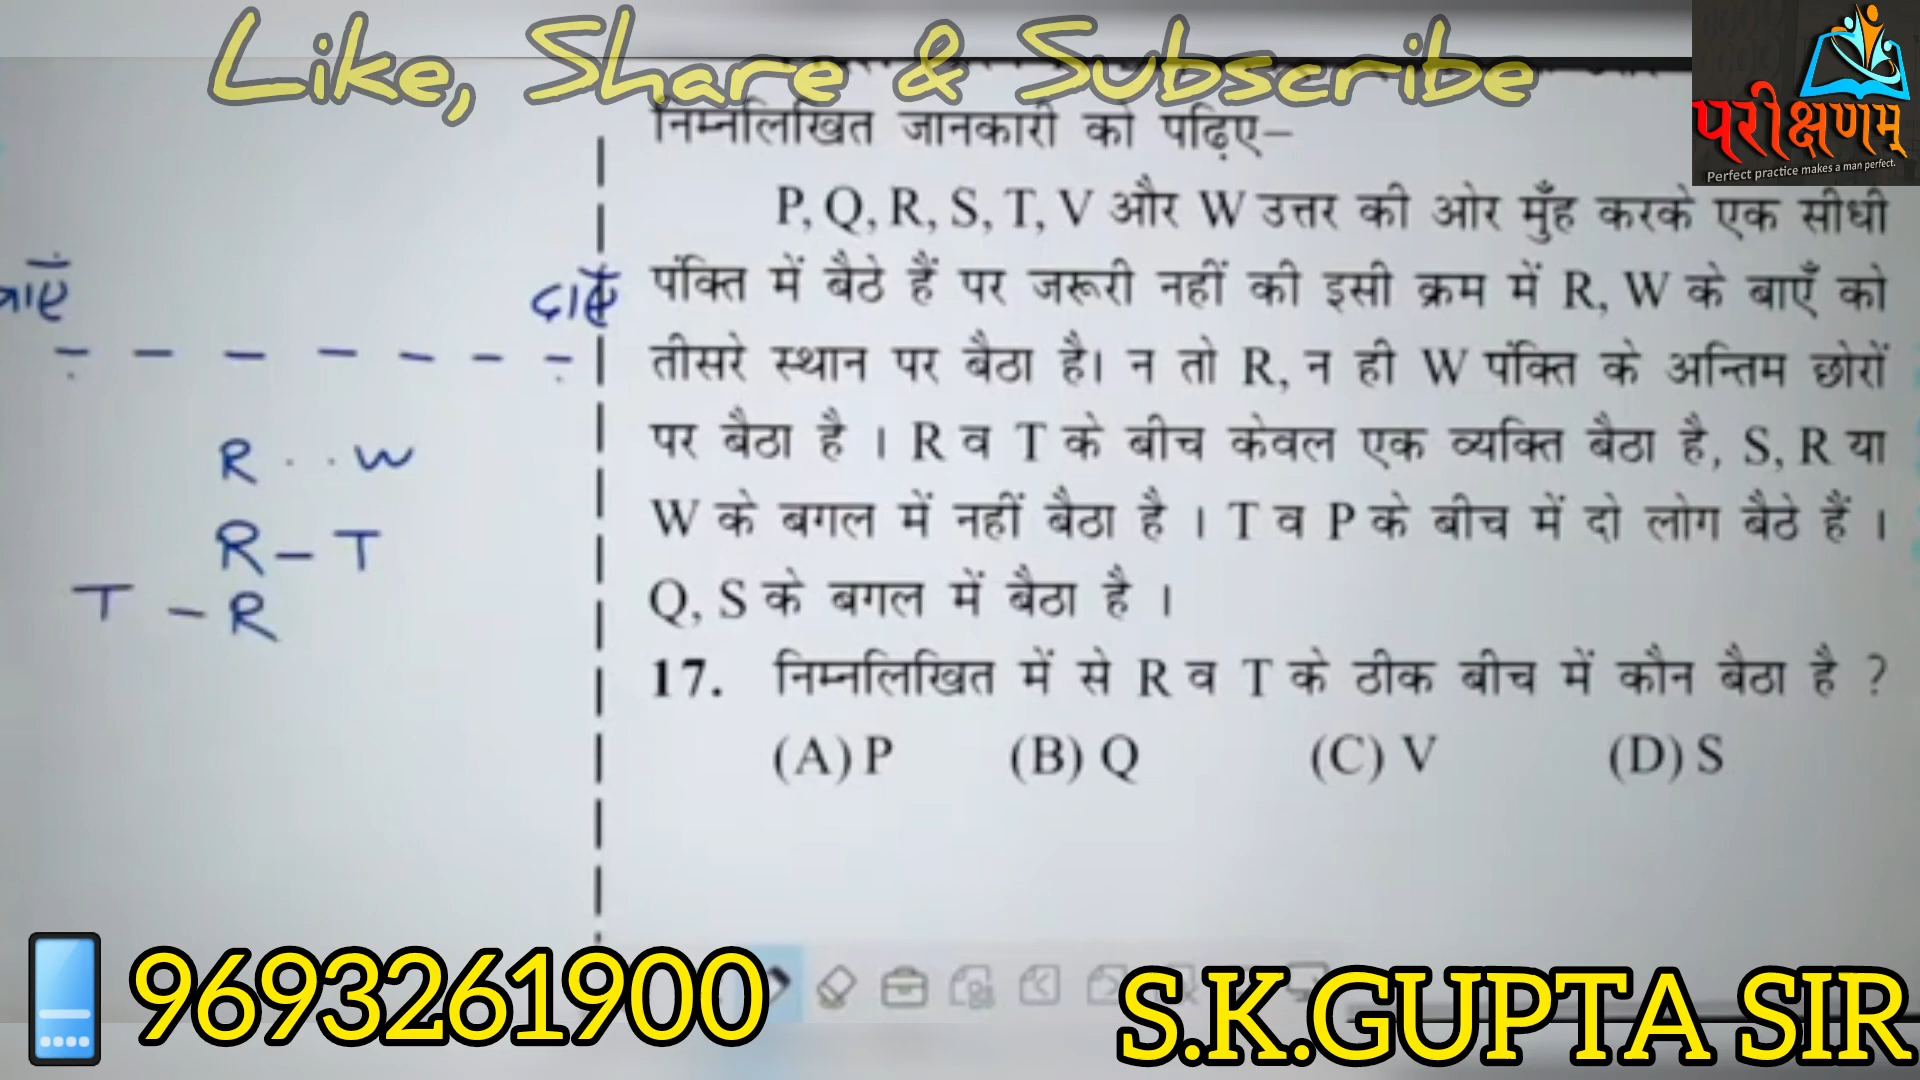 Like, Share & Subscribe
परीक्षणम्
Perfect practice makes a man perfect.
निम्नलिखित जानकारी को पढ़िए–
P, Q, R, S, T, V और W उत्तर की ओर मुँह करके एक सीधी
पंक्ति में बैठे हैं पर जरूरी नहीं की इसी क्रम में R, W के बाएँ को
तीसरे स्थान पर बैठा है। न तो R, न ही W पंक्ति के अन्तिम छोरों
पर बैठा है । R व T के बीच केवल एक व्यक्ति बैठा है, S, R या
W के बगल में नहीं बैठा है । T व P के बीच में दो लोग बैठे हैं ।
Q, S के बगल में बैठा है ।
17. निम्नलिखित में से R व T के ठीक बीच में कौन बैठा है ?
(A) P (B) Q (C) V (D) S
R . . W
R – T
T – R
9693261900
S.K.GUPTA SIR